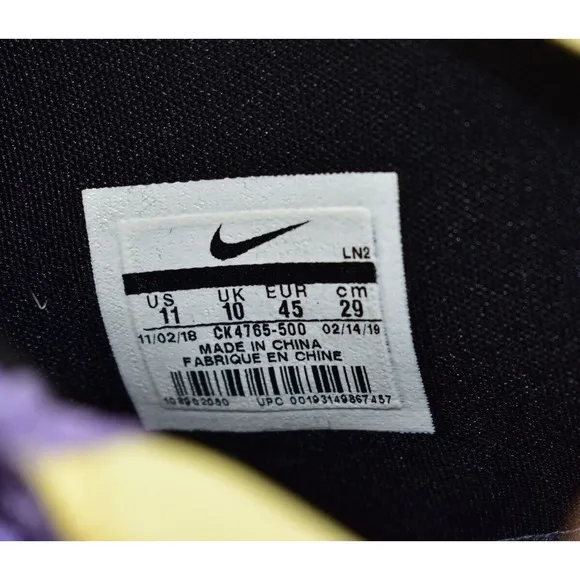 LN2
US UK EUR cm
11 10 45 29
11/02/18 CK4765-500 02/14/19
MADE IN CHINA
FABRIQUE EN CHINE
108902080 UPC 00193149867457